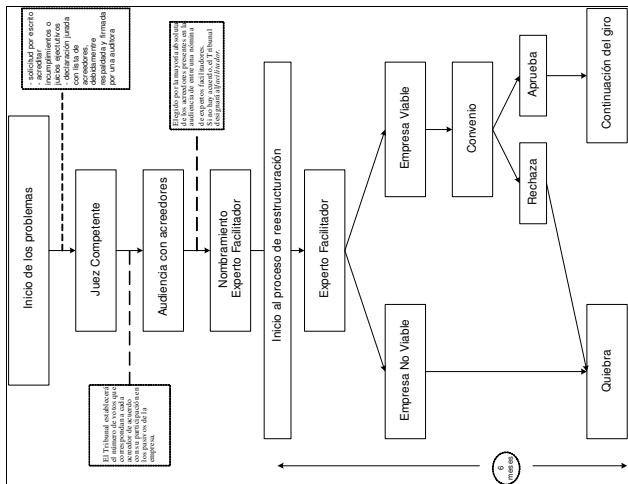 Inicio de los problemas
- solicitud por escrito
- acreditar
incumplimientos o
juicios ejecutivos
- declaración jurada
con lista de
acreedores,
debidamente
respaldada y firmada
por una auditora
Juez Competente
El Tribunal establecerá
el número de votos que
correspondan a cada
acreedor de acuerdo
con su participación en
los pasivos de la
empresa.
Audiencia con acreedores
Elegido por la mayoría absoluta
de los acreedores presentes en la
audiencia de entre una nómina
de expertos facilitadores.
Si no hay acuerdo, el Tribunal
designará al facilitador.
Nombramiento
Experto Facilitador
Inicio al proceso de reestructuración
Experto Facilitador
Empresa No Viable
Empresa Viable
Convenio
Rechaza
Aprueba
Quiebra
Continuación del giro
6
meses